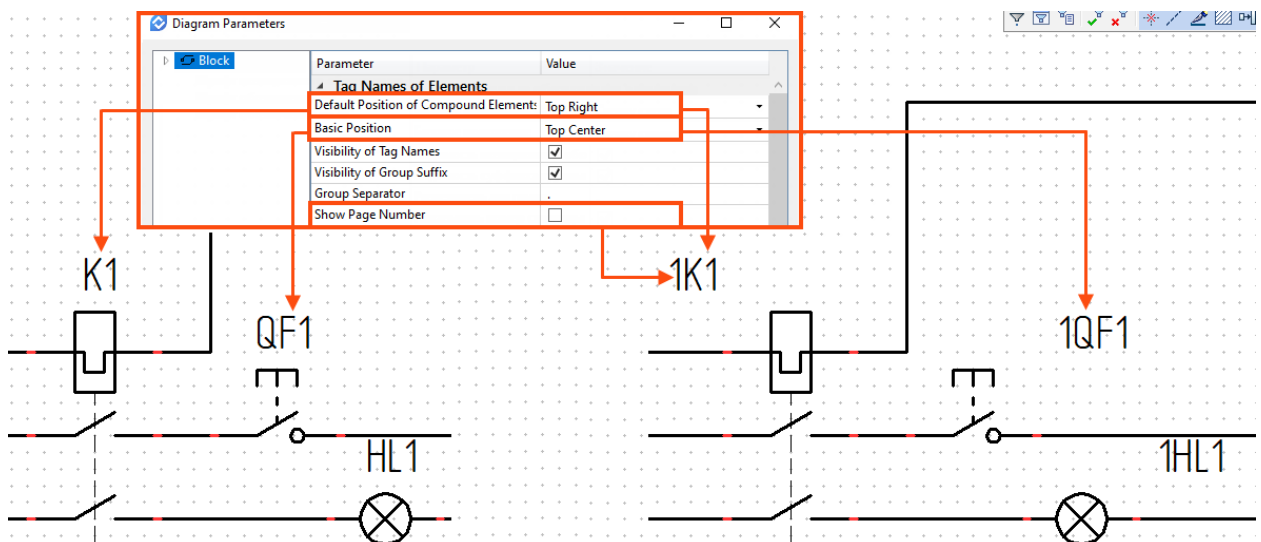 Diagram Parameters
Block
Parameter Value
Tag Names of Elements
Default Position of Compound Elements Top Right
Basic Position Top Center
Visibility of Tag Names
Visibility of Group Suffix
Group Separator .
Show Page Number
K1 1K1
QF1 1QF1
HL1 1HL1